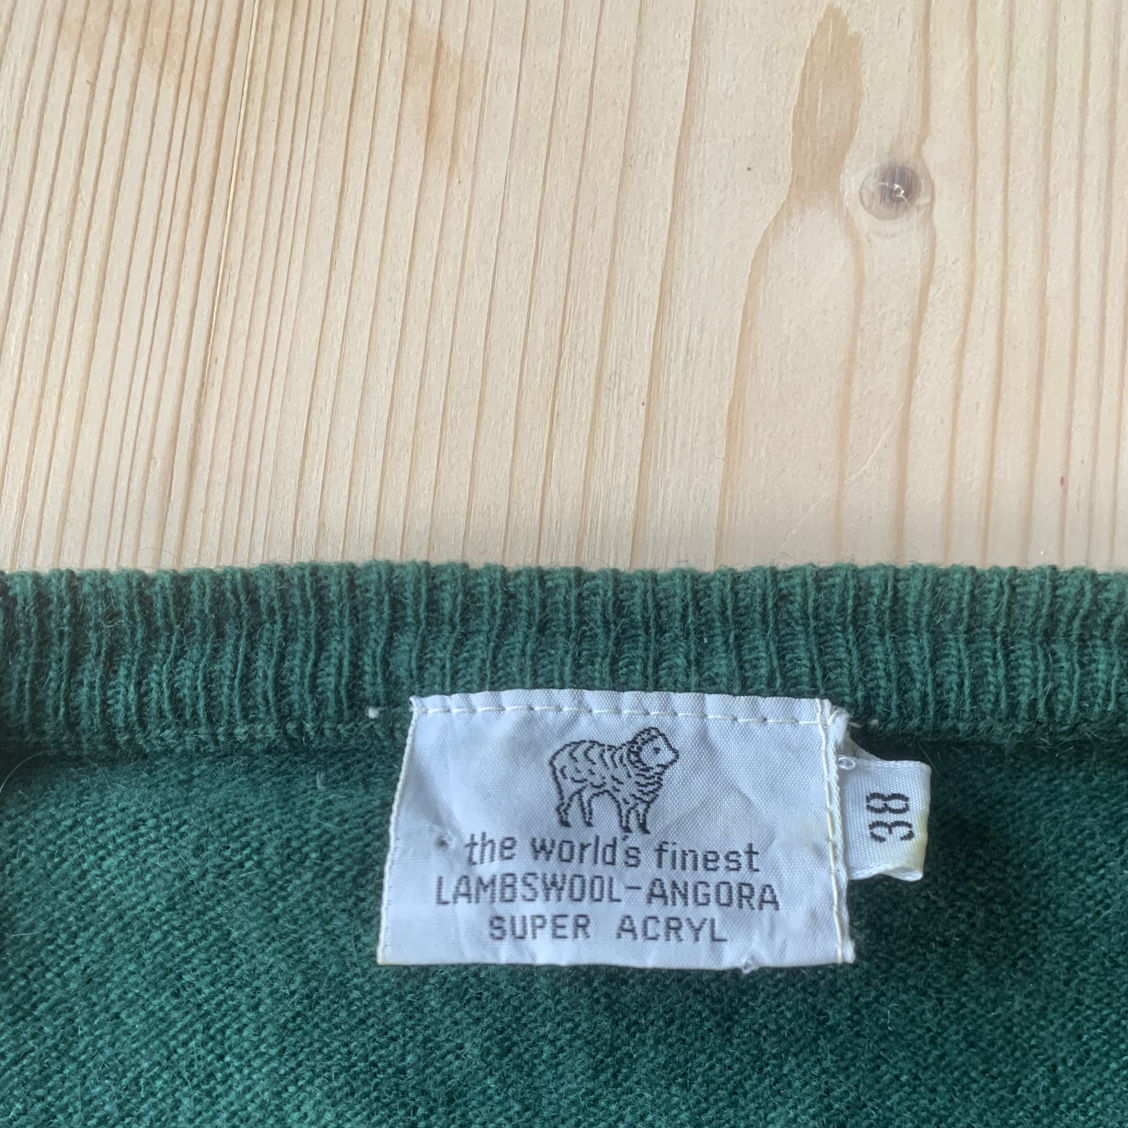 the world's finest
LAMBSWOOL-ANGORA
SUPER ACRYL
38